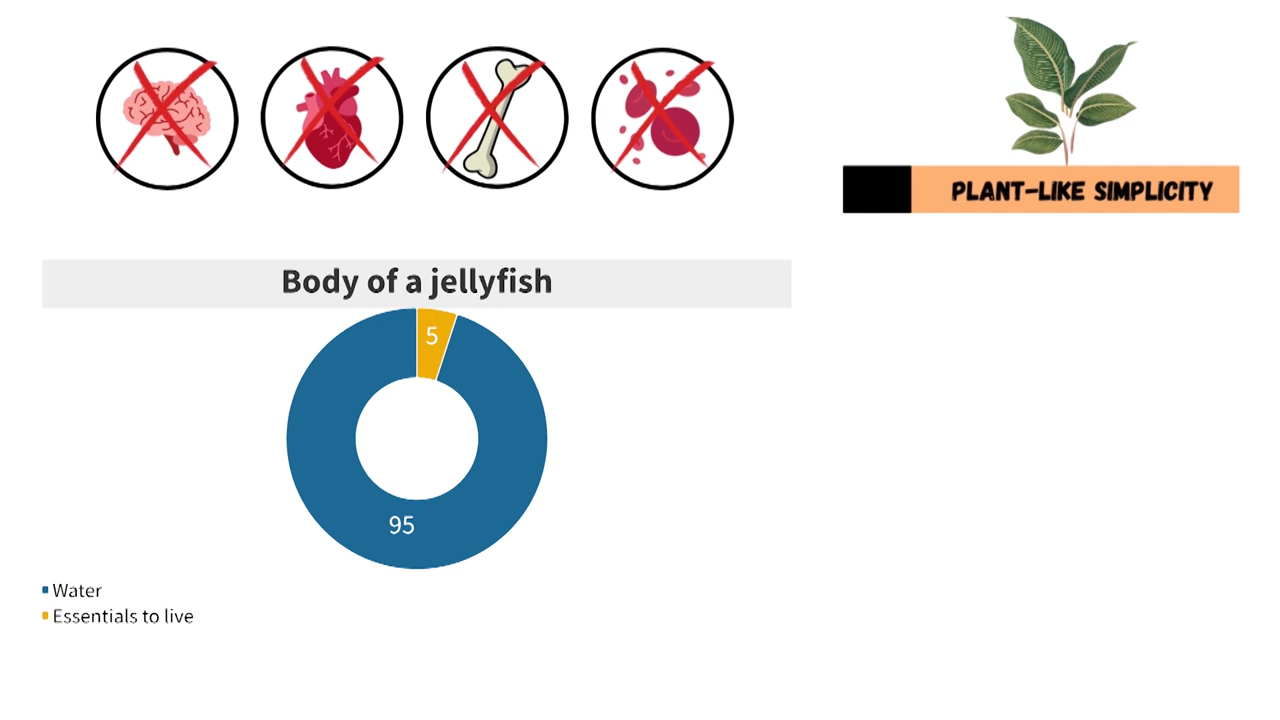 PLANT-LIKE SIMPLICITY
Body of a jellyfish
5
95
Water
Essentials to live